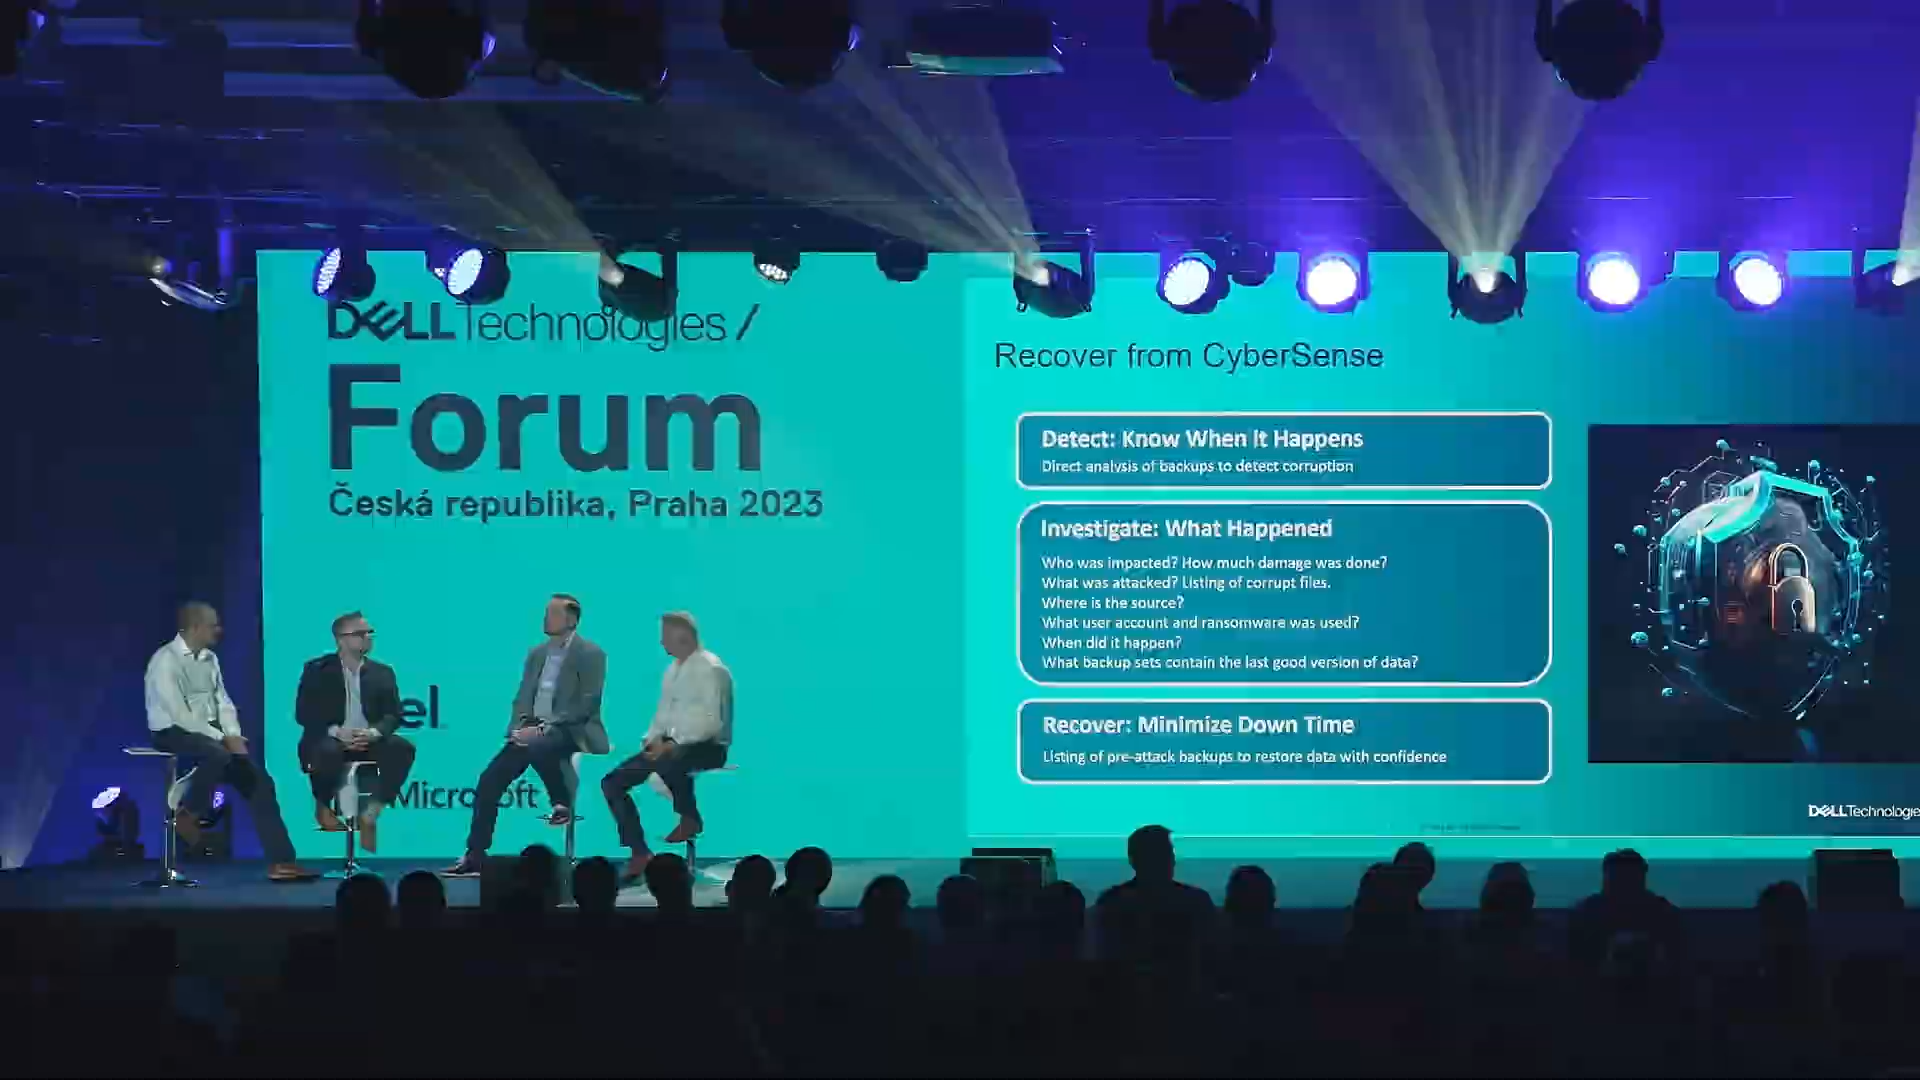 DELL Technologies /
Forum
Česká republika, Praha 2023
el.
Microsoft
Recover from CyberSense
Detect: Know When It Happens
Direct analysis of backups to detect corruption
Investigate: What Happened
Who was impacted? How much damage was done?
What was attacked? Listing of corrupt files.
Where is the source?
What user account and ransomware was used?
When did it happen?
What backup sets contain the last good version of data?
Recover: Minimize Down Time
Listing of pre-attack backups to restore data with confidence
DELL Technologie